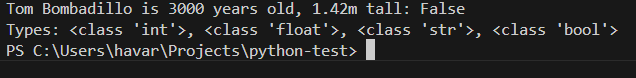 Tom Bombadillo is 3000 years old, 1.42m tall: False
Types: <class 'int'>, <class 'float'>, <class 'str'>, <class 'bool'>
PS C:\Users\havar\Projects\python-test>